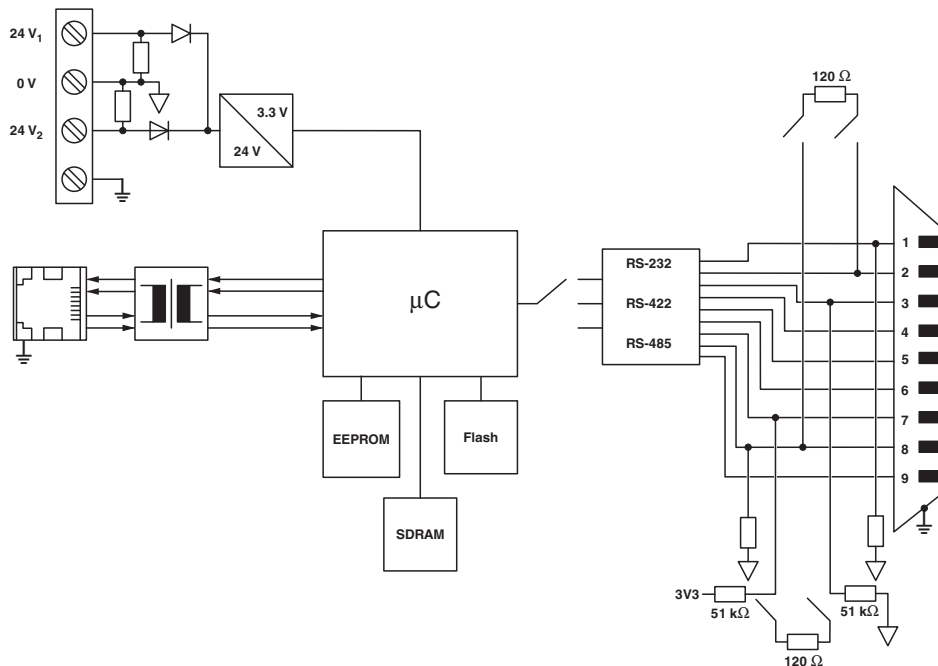 24 V1
0 V
24 V2
3.3 V
24 V
120 Ω
µC
RS-232
RS-422
RS-485
1
2
3
4
5
6
7
8
9
EEPROM
Flash
SDRAM
3V3
51 kΩ
51 kΩ
120 Ω